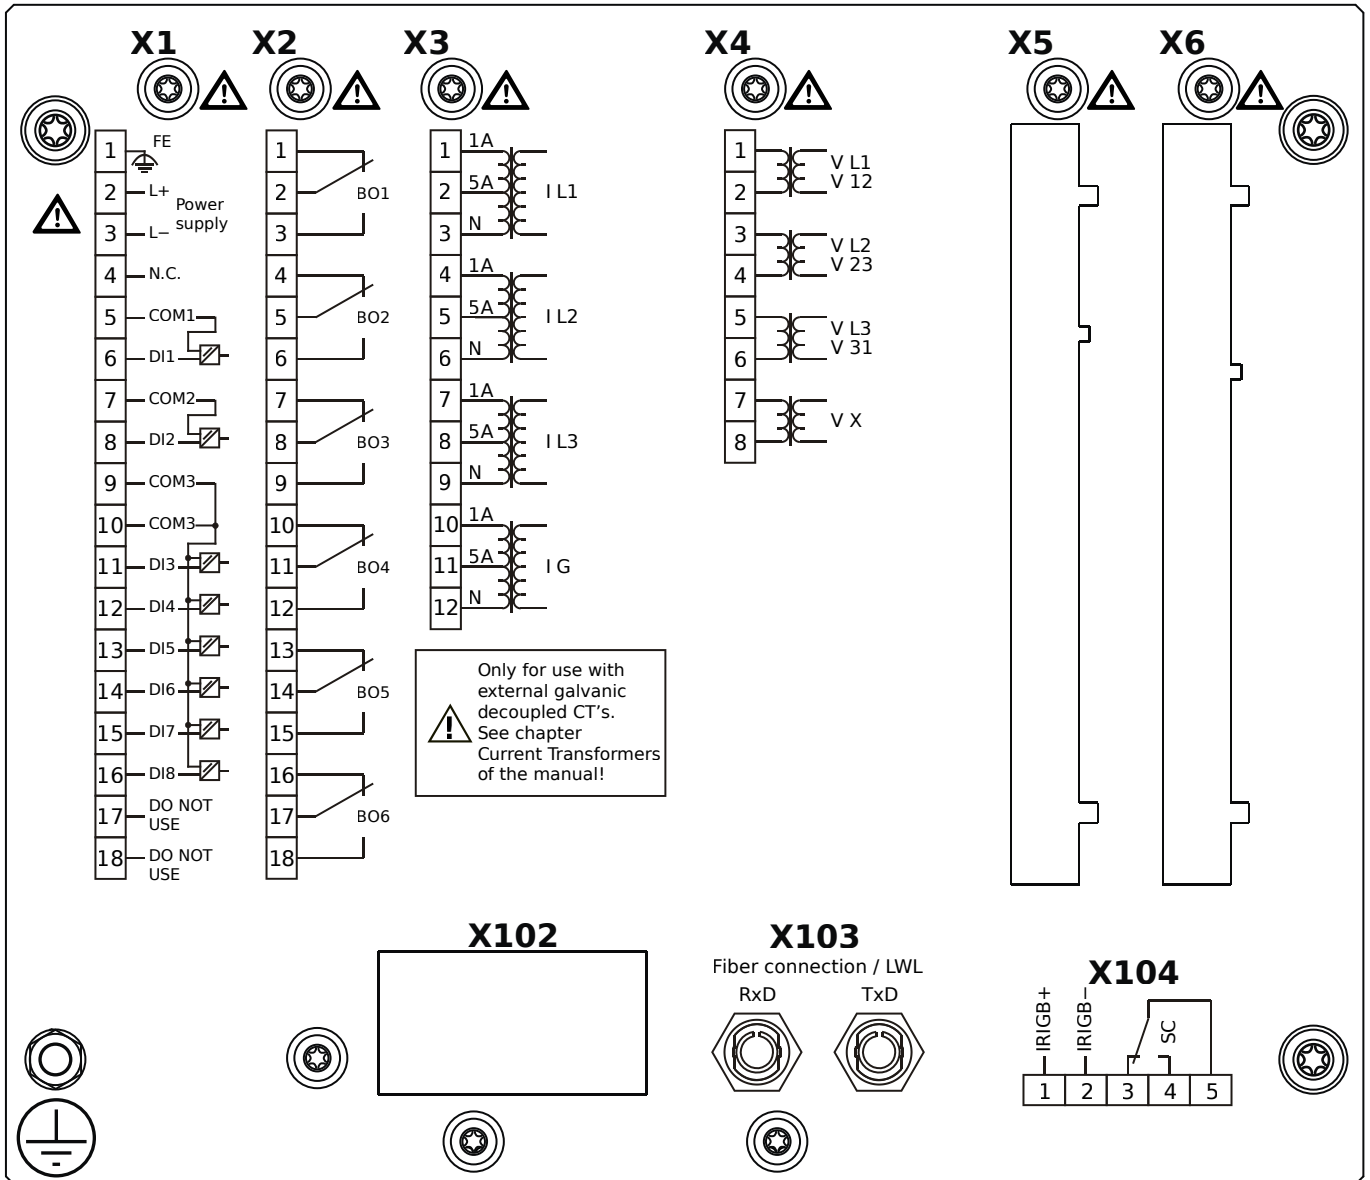 X1
X2
X3
X4
X5
X6
1
FE
2
L+
Power
supply
3
L−
4
N.C.
5
COM1
6
DI1
7
COM2
8
DI2
9
COM3
10
COM3
11
DI3
12
DI4
13
DI5
14
DI6
15
DI7
16
DI8
17
DO NOT
USE
18
DO NOT
USE
1
2
BO1
3
4
5
BO2
6
7
8
BO3
9
10
11
BO4
12
13
14
BO5
15
16
17
BO6
18
1
1A
2
5A
I L1
3
N
4
1A
5
5A
I L2
6
N
7
1A
8
5A
I L3
9
N
10
1A
11
5A
I G
12
N
Only for use with
external galvanic
decoupled CT's.
See chapter
Current Transformers
of the manual!
1
2
V L1
V 12
3
4
V L2
V 23
5
6
V L3
V 31
7
8
V X
X102
X103
Fiber connection / LWL
RxD
TxD
X104
IRIGB+
IRIGB−
SC
1
2
3
4
5